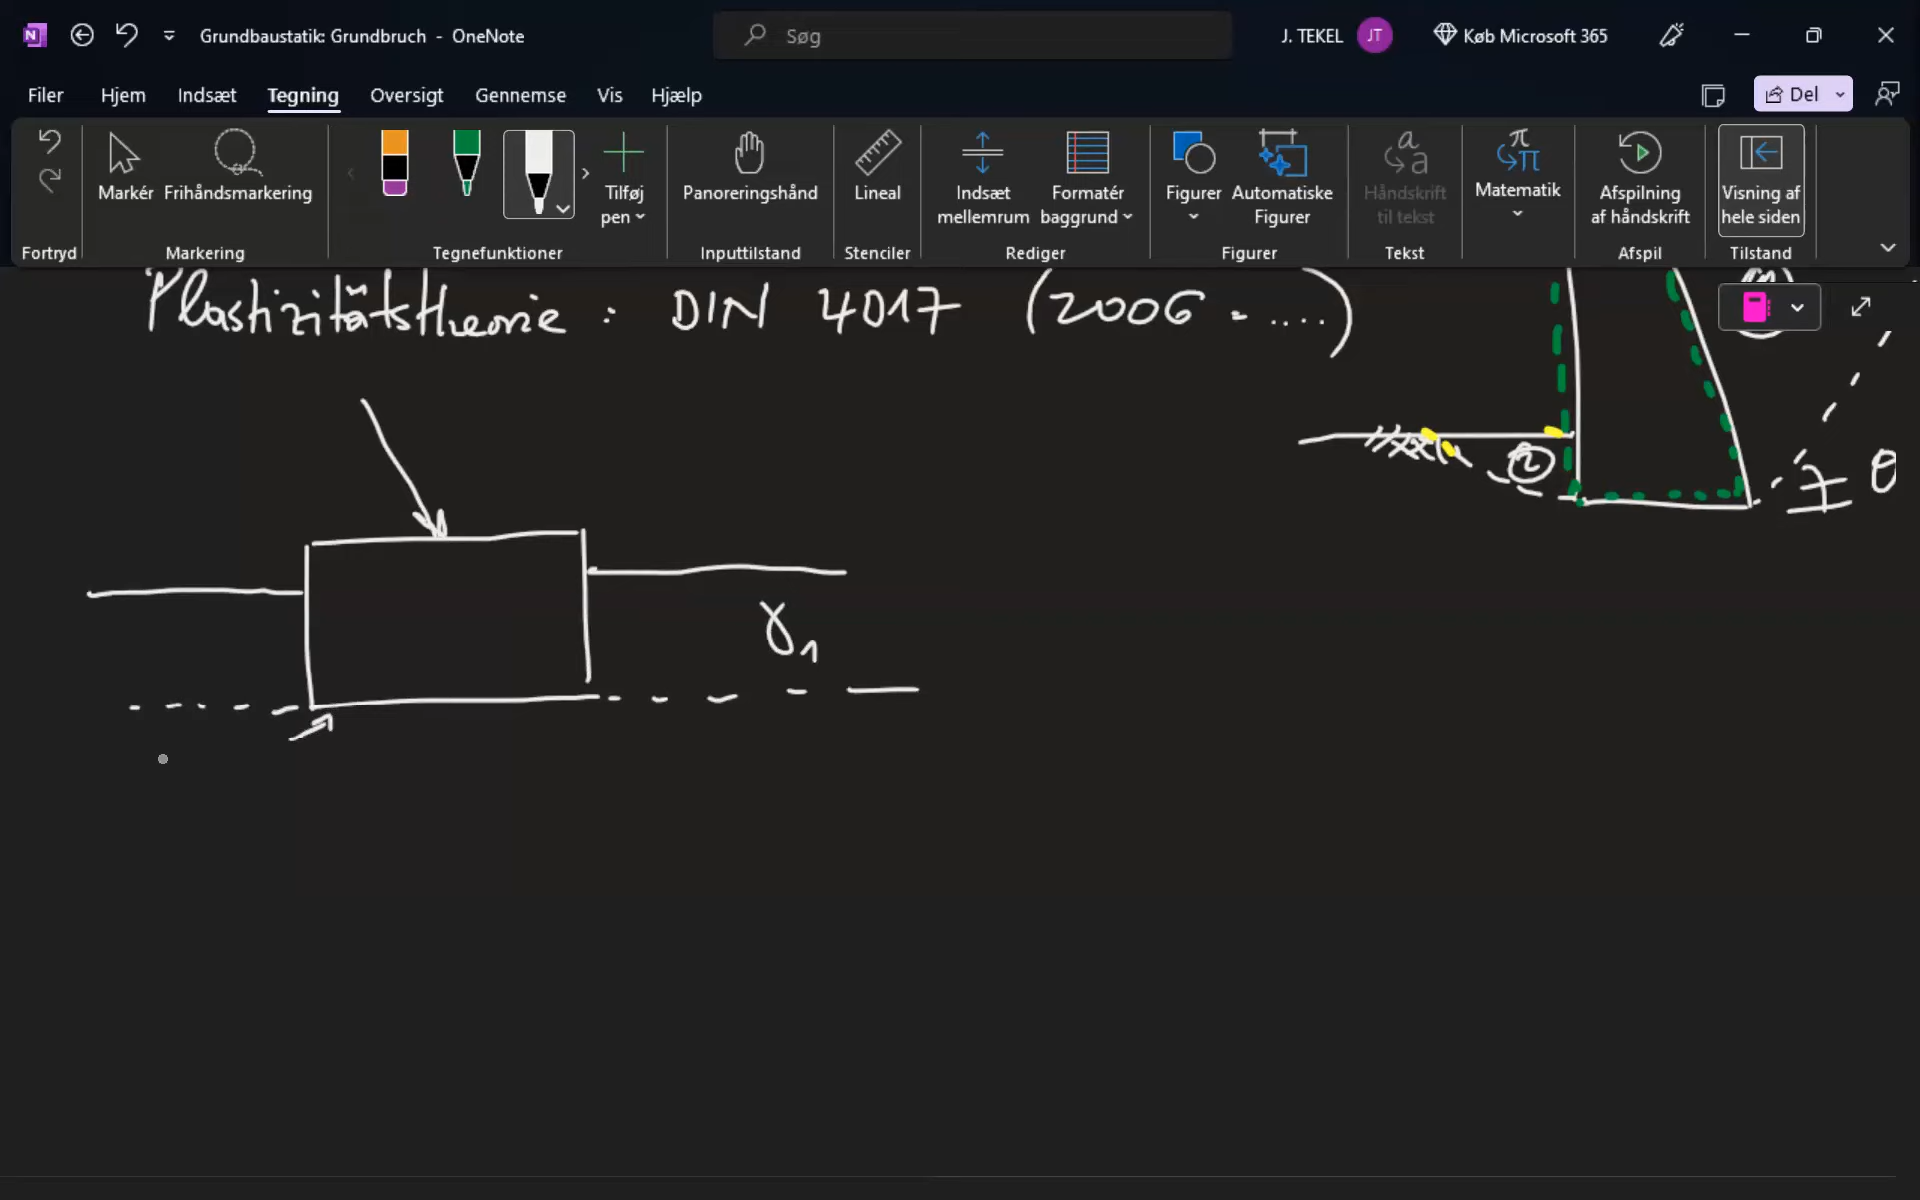 Grundbaustatik: Grundbruch - OneNote
Søg
J. TEKEL
JT
Køb Microsoft 365
Filer
Hjem
Indsæt
Tegning
Oversigt
Gennemse
Vis
Hjælp
Del
Fortryd
Markér
Frihåndsmarkering
Markering
Tilføj
pen
Tegnefunktioner
Panoreringshånd
Inputtilstand
Lineal
Stenciler
Indsæt
mellemrum
Formatér
baggrund
Rediger
Figurer
Automatiske
Figurer
Figurer
Håndskrift
til tekst
Tekst
Matematik
Afspilning
af håndskrift
Afspil
Visning af
hele siden
Tilstand
Plastizitätstheorie : DIN 4017 (2006 - ....)
2
γ1